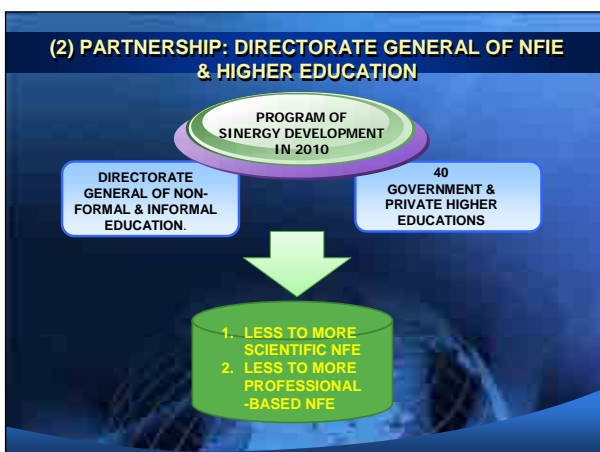 (2) PARTNERSHIP: DIRECTORATE GENERAL OF NFIE
& HIGHER EDUCATION
PROGRAM OF
SINERGY DEVELOPMENT
IN 2010
DIRECTORATE
GENERAL OF NON-
FORMAL & INFORMAL
EDUCATION.
40
GOVERNMENT &
PRIVATE HIGHER
EDUCATIONS
1. LESS TO MORE
SCIENTIFIC NFE
2. LESS TO MORE
PROFESSIONAL
-BASED NFE